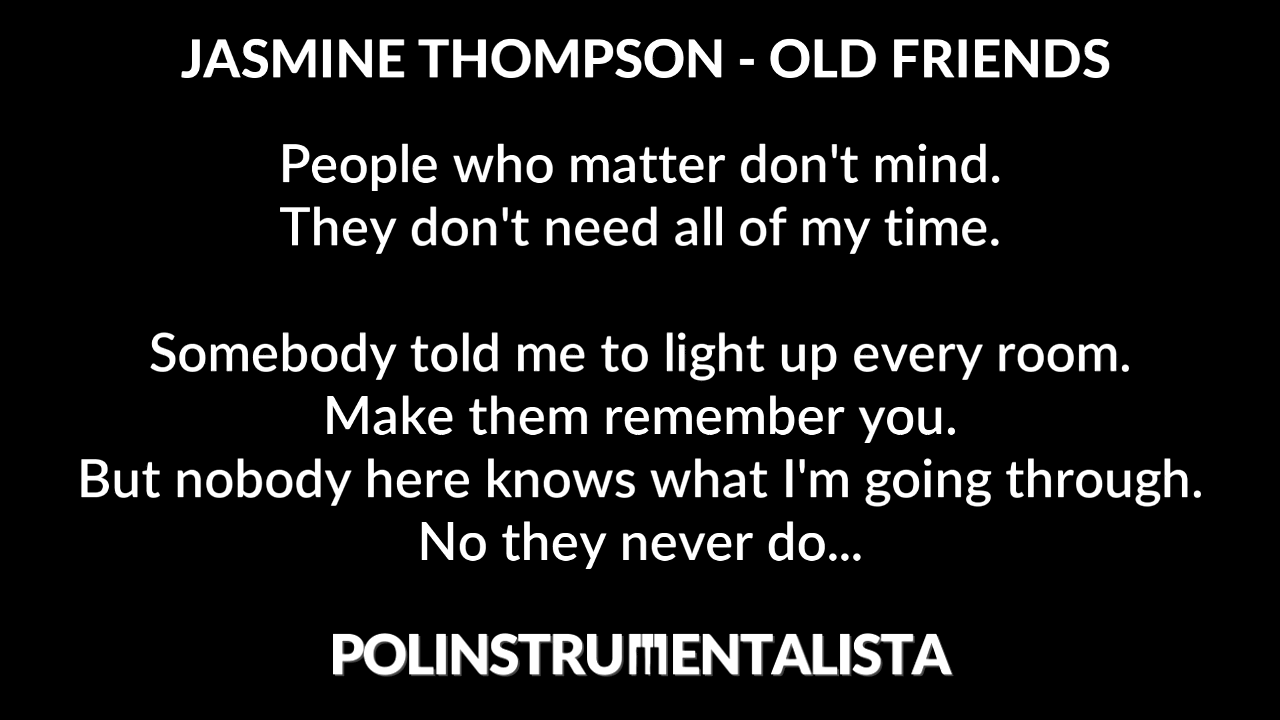 JASMINE THOMPSON - OLD FRIENDS
People who matter don't mind.
They don't need all of my time.
Somebody told me to light up every room.
Make them remember you.
But nobody here knows what I'm going through.
No they never do...
POLINSTRUMENTALISTA